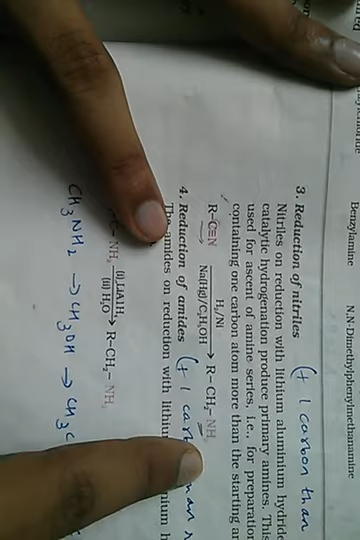 Benzylamine N,N-Dimethylphenylmethanamine
3. Reduction of nitriles (+ 1 carbon than
Nitriles on reduction with lithium aluminium hydride
catalytic hydrogenation produce primary amines. This
used for ascent of amine series, i.e., for preparation
containing one carbon atom more than the starting
R–C≡N H₂/Ni Na(Hg)/C₂H₅OH R – CH₂– NH₂
4. Reduction of amides (+ 1
The amides on reduction with
NH₂ (i) LiAlH₄ (ii) H₂O R–CH₂– NH₂
CH₃NH₂ → CH₃OH → CH₃C